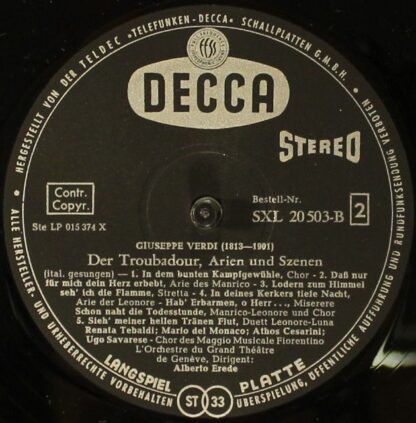 HERGESTELLT VON DER TELDEC »TELEFUNKEN-DECCA« SCHALLPLATTEN G.M.B.H.
ALLE HERSTELLER- UND URHEBERRECHTE VORBEHALTEN
ÜBERSPIELUNG, ÖFFENTLICHE AUFFÜHRUNG UND RUNDFUNKSENDUNG VERBOTEN
ffss
DECCA
STEREO
Contr.
Copyr.
Ste LP 015 374 X
Bestell-Nr.
SXL 20 503-B
2
GIUSEPPE VERDI (1813—1901)
Der Troubadour, Arien und Szenen
(ital. gesungen) — 1. In dem bunten Kampfgewühle, Chor - 2. Daß nur
für mich dein Herz erbebt, Arie des Manrico - 3. Lodern zum Himmel
seh' ich die Flamme, Stretta - 4. In deines Kerkers tiefe Nacht,
Arie der Leonore - Hab' Erbarmen, o Herr..., Miserere
Schon naht die Todesstunde, Manrico-Leonore und Chor
5. Sieh' meiner heißen Tränen Flut, Duett Leonore-Luna
Renata Tebaldi; Mario del Monaco; Athos Cesarini;
Ugo Savarese - Chor des Maggio Musicale Fiorentino
L'Orchestre du Grand Théâtre
de Genève, Dirigent:
Alberto Erede
LANGSPIEL ST 33 PLATTE